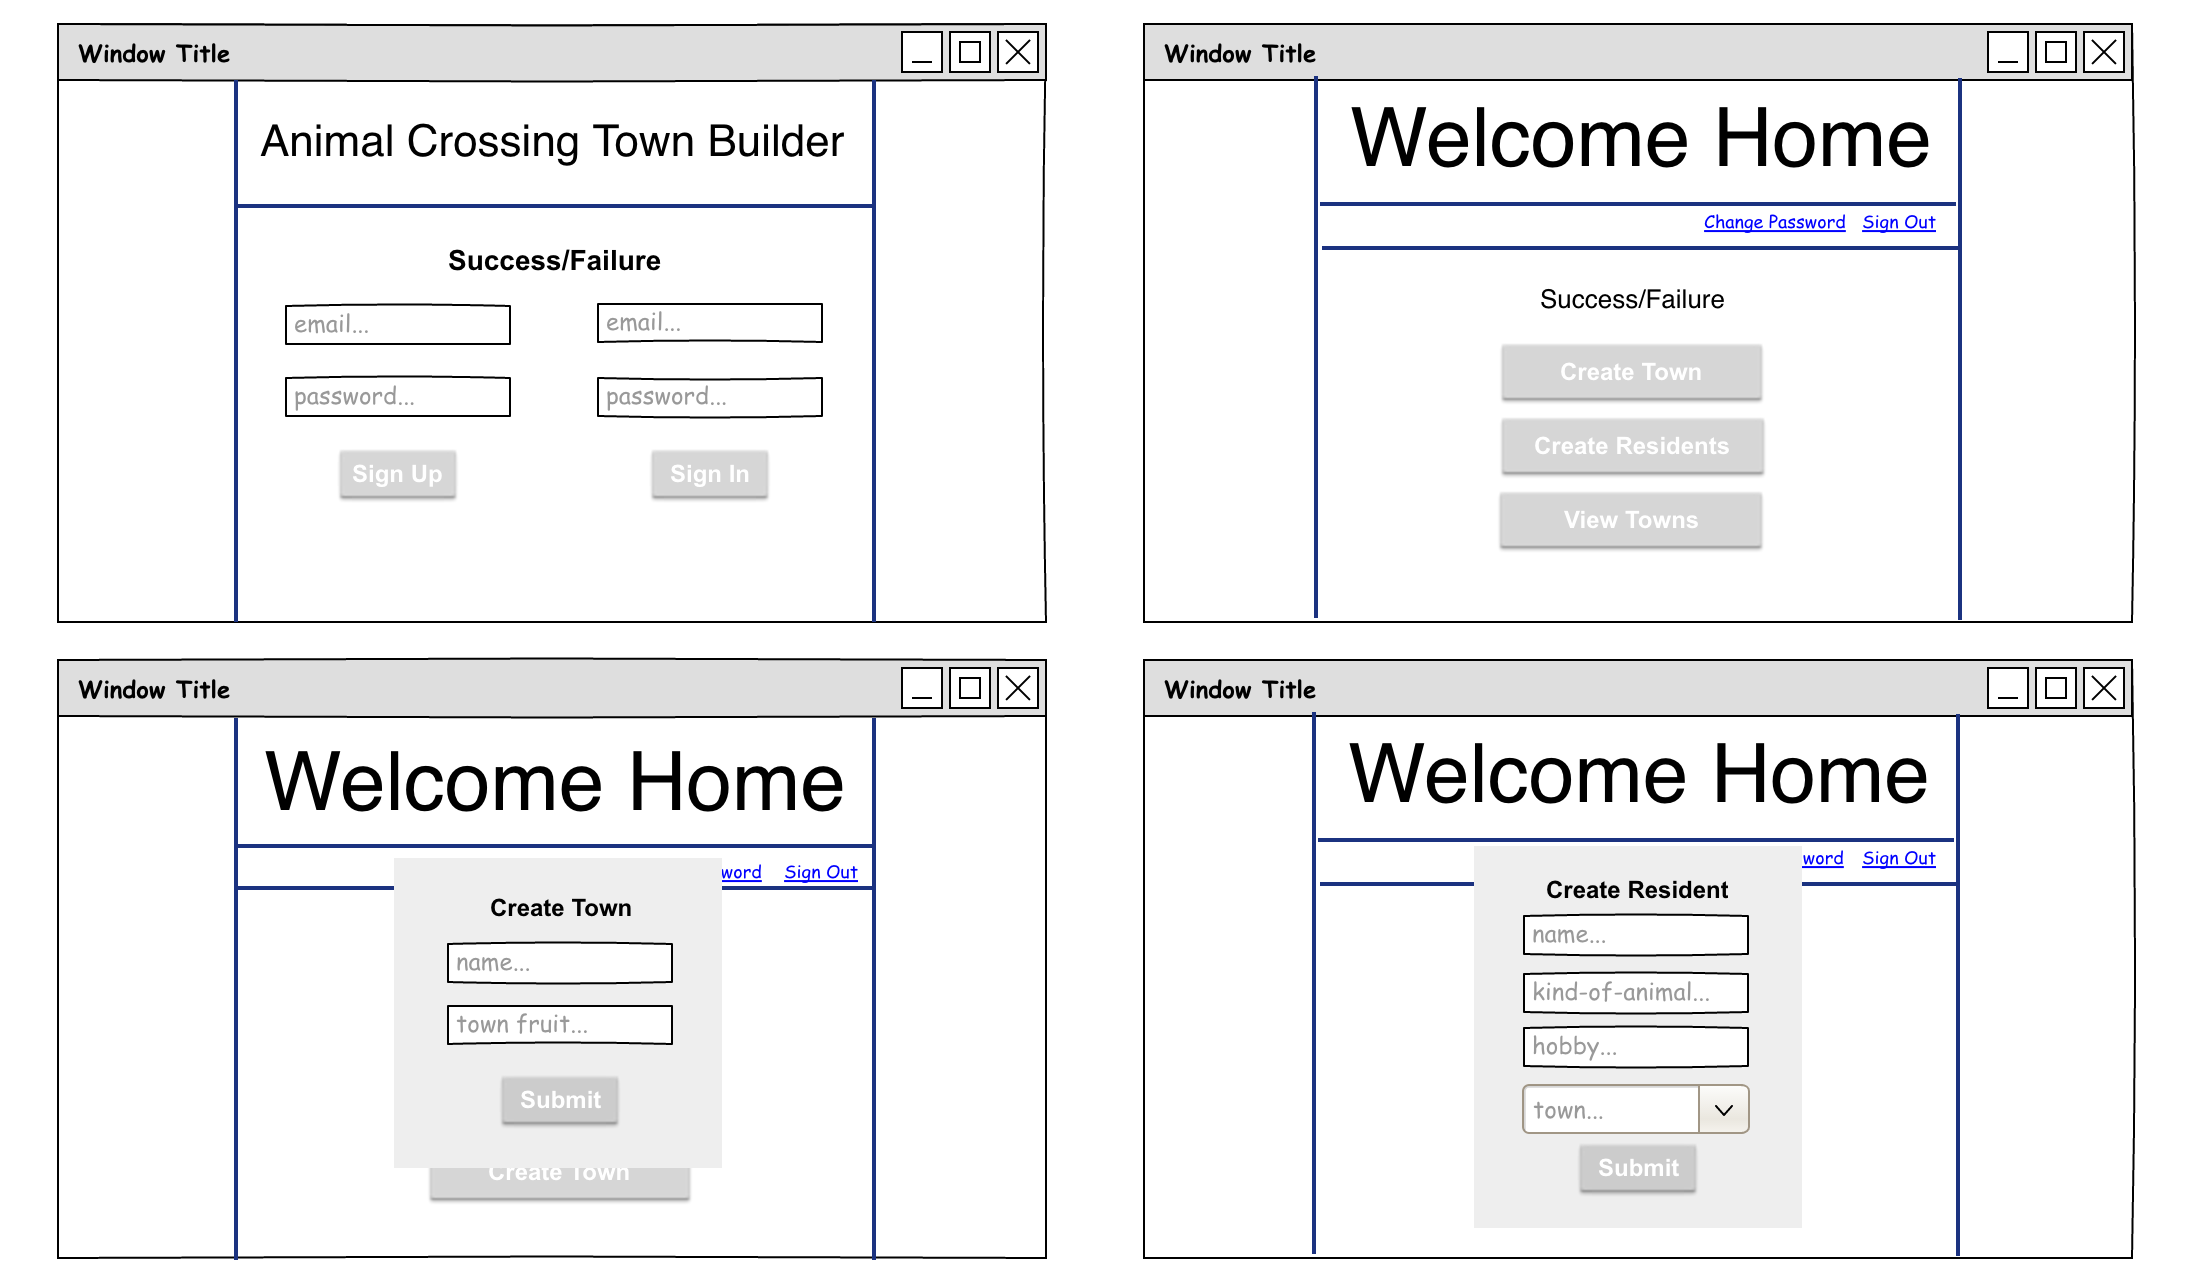 Window Title
Animal Crossing Town Builder
Success/Failure
email...
email...
password...
password...
Sign Up
Sign In
Window Title
Welcome Home
Change Password Sign Out
Success/Failure
Create Town
Create Residents
View Towns
Window Title
Welcome Home
word Sign Out
Create Town
name...
town fruit...
Submit
Create Town
Window Title
Welcome Home
word Sign Out
Create Resident
name...
kind-of-animal...
hobby...
town...
Submit